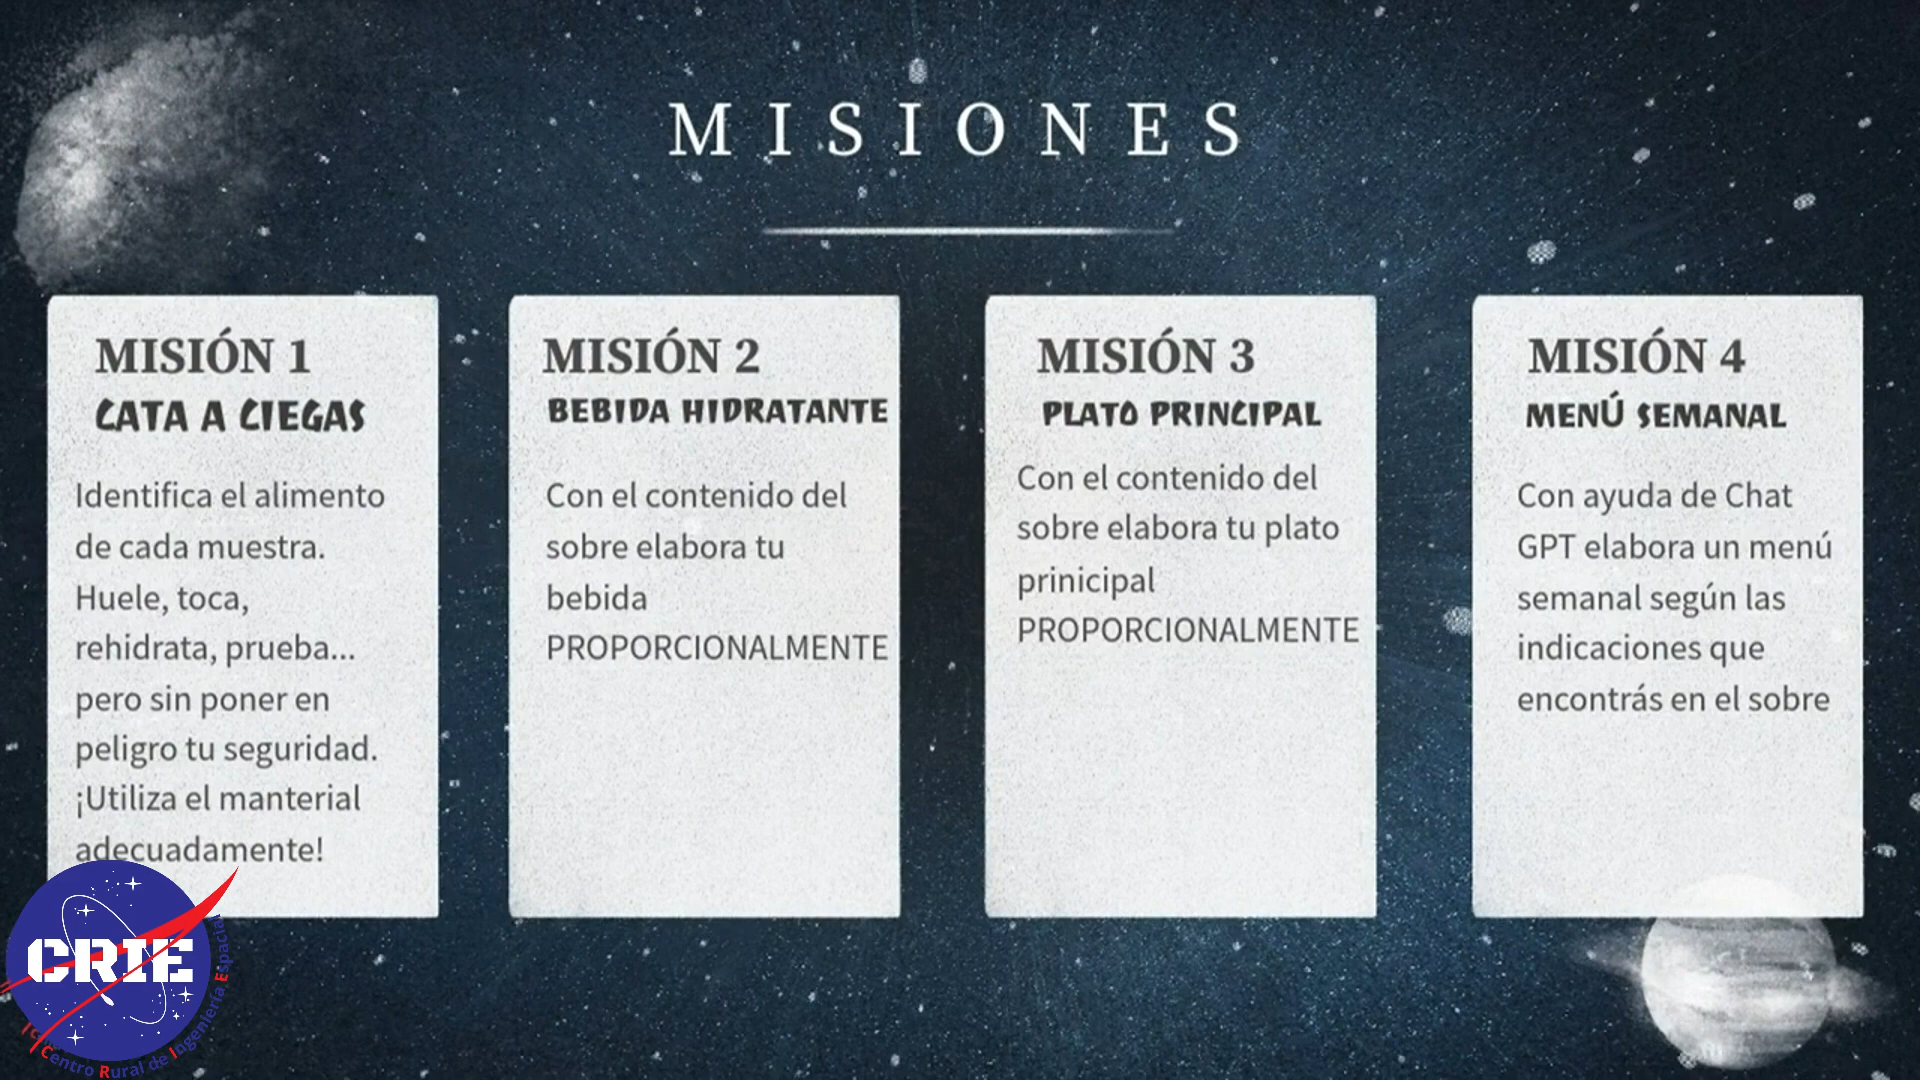 MISIONES
MISIÓN 1
CATA A CIEGAS
Identifica el alimento
de cada muestra.
Huele, toca,
rehidrata, prueba...
pero sin poner en
peligro tu seguridad.
¡Utiliza el manterial
adecuadamente!
MISIÓN 2
BEBIDA HIDRATANTE
Con el contenido del
sobre elabora tu
bebida
PROPORCIONALMENTE
MISIÓN 3
PLATO PRINCIPAL
Con el contenido del
sobre elabora tu plato
prinicipal
PROPORCIONALMENTE
MISIÓN 4
MENÚ SEMANAL
Con ayuda de Chat
GPT elabora un menú
semanal según las
indicaciones que
encontrás en el sobre
CRIE
Centro Rural de Ingeniería Espacial